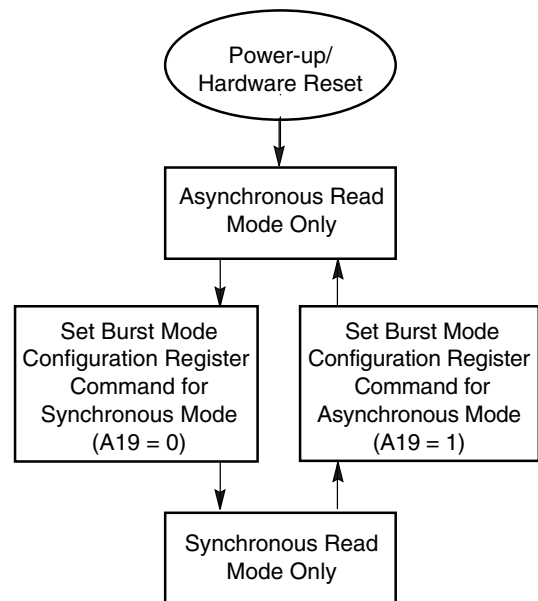 Power-up/
Hardware Reset
Asynchronous Read
Mode Only
Set Burst Mode
Configuration Register
Command for
Synchronous Mode
(A19 = 0)
Set Burst Mode
Configuration Register
Command for
Asynchronous Mode
(A19 = 1)
Synchronous Read
Mode Only